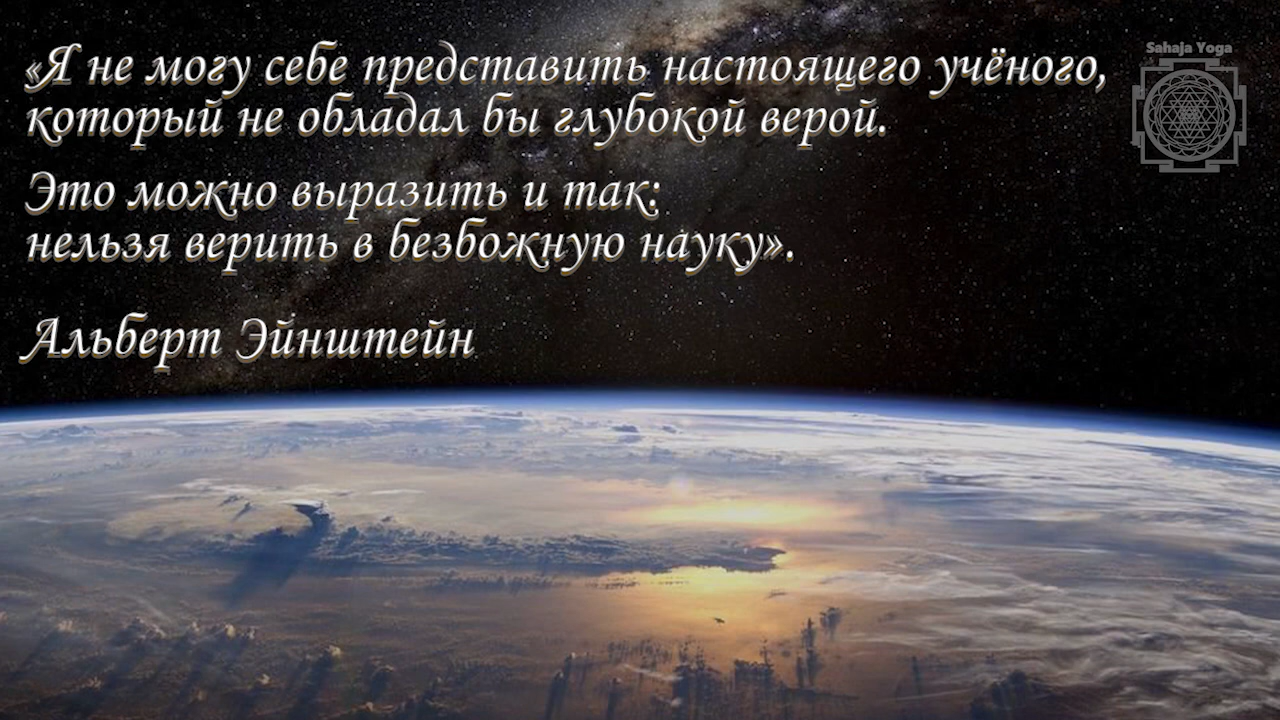 «Я не могу себе представить настоящего учёного,
который не обладал бы глубокой верой.
Это можно выразить и так:
нельзя верить в безбожную науку».
Альберт Эйнштейн
Sahaja Yoga